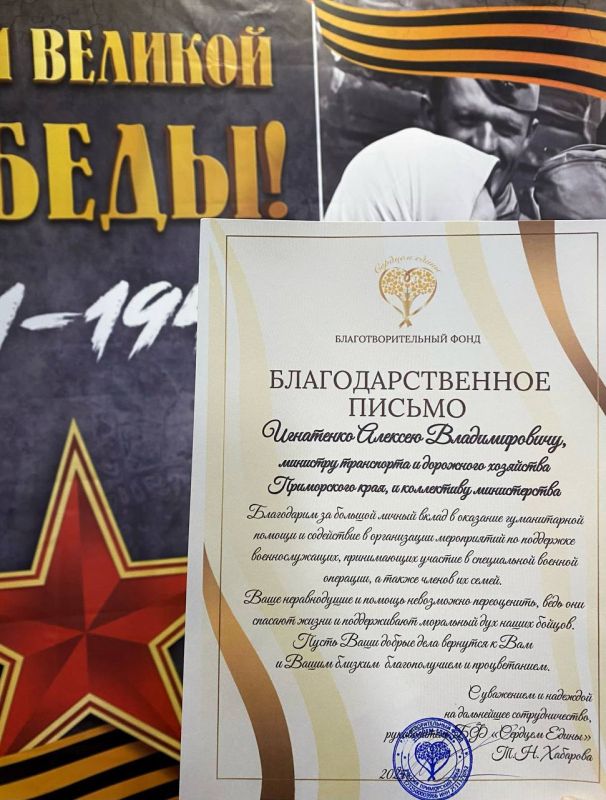 ВЕЛИКОЙ
БЕДЫ!
Сердцем едины
БЛАГОТВОРИТЕЛЬНЫЙ ФОНД
БЛАГОДАРСТВЕННОЕ
ПИСЬМО
Игнатенко Алексею Владимировичу,
министру транспорта и дорожного хозяйства
Приморского края, и коллективу министерства
Благодарим за большой личный вклад в оказание гуманитарной
помощи и содействие в организации мероприятий по поддержке
военнослужащих, принимающих участие в специальной военной
операции, а также членов их семей.
Ваше неравнодушие и помощь невозможно переоценить, ведь они
спасают жизни и поддерживают моральный дух наших бойцов.
Пусть Ваши добрые дела вернутся к Вам
и Вашим близким благополучием и процветанием.
С уважением и надеждой
на дальнейшее сотрудничество,
БФ «Сердцем Едины»
Т.Н. Хабарова